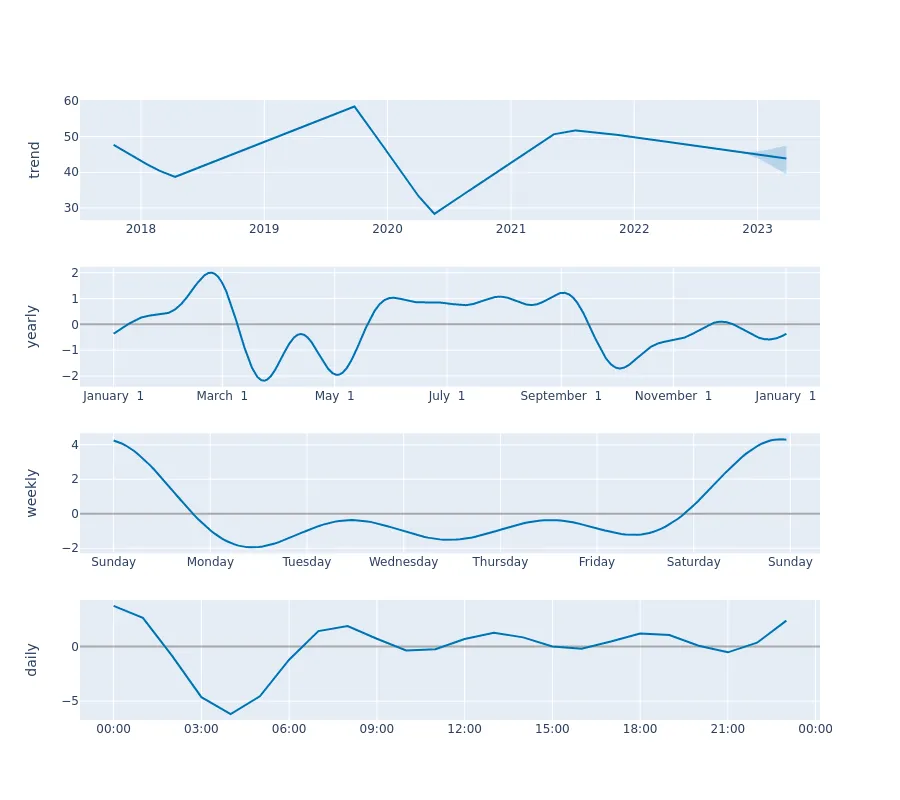 trend
60
50
40
30
2018 2019 2020 2021 2022 2023
yearly
2
1
0
−1
−2
January 1 March 1 May 1 July 1 September 1 November 1 January 1
weekly
4
2
0
−2
Sunday Monday Tuesday Wednesday Thursday Friday Saturday Sunday
daily
0
−5
00:00 03:00 06:00 09:00 12:00 15:00 18:00 21:00 00:00